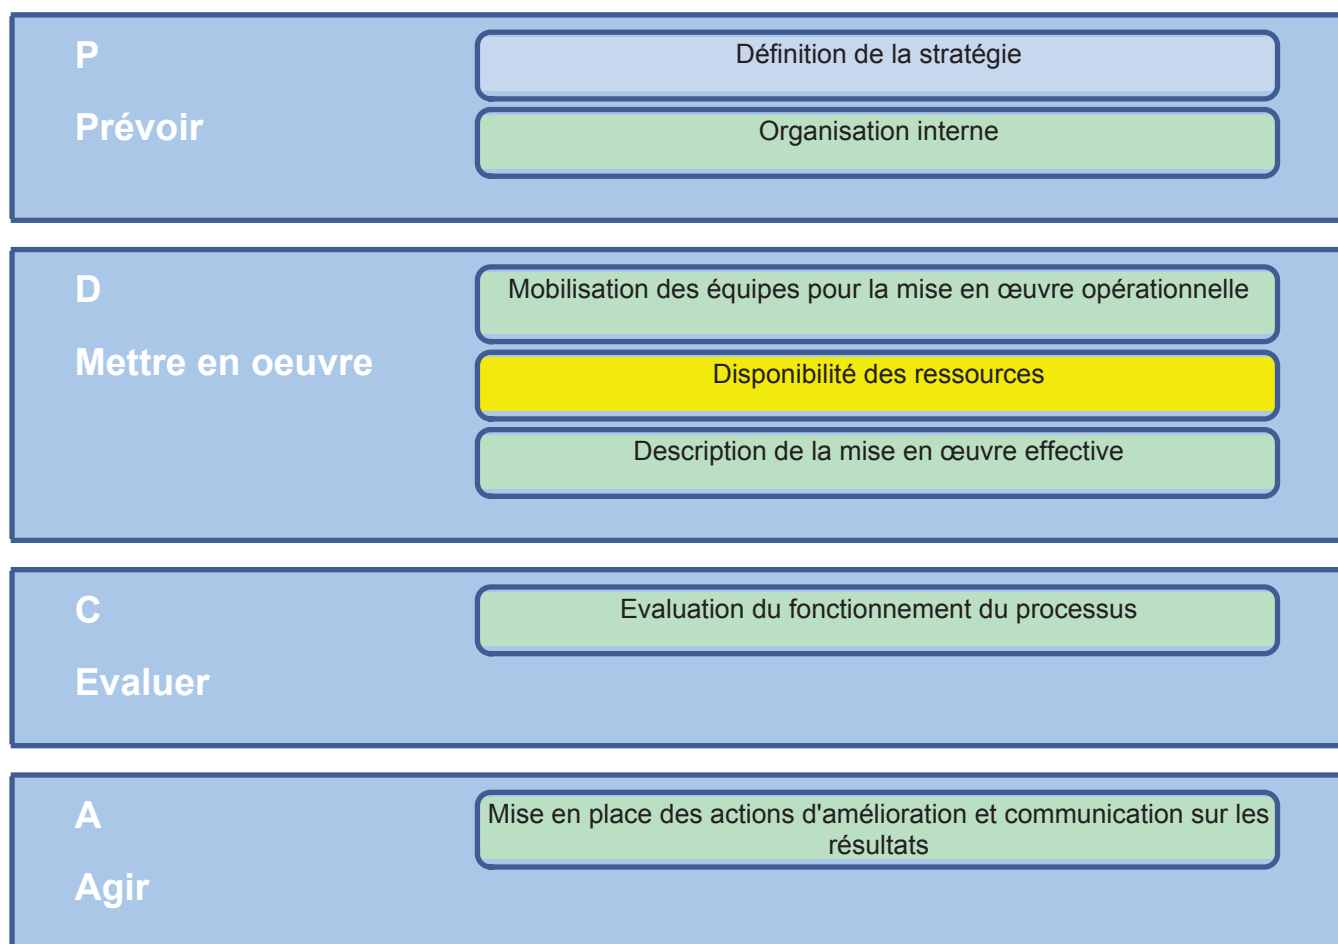 P
Prévoir
Définition de la stratégie
Organisation interne
D
Mettre en oeuvre
Mobilisation des équipes pour la mise en œuvre opérationnelle
Disponibilité des ressources
Description de la mise en œuvre effective
C
Evaluer
Evaluation du fonctionnement du processus
A
Agir
Mise en place des actions d'amélioration et communication sur les
résultats